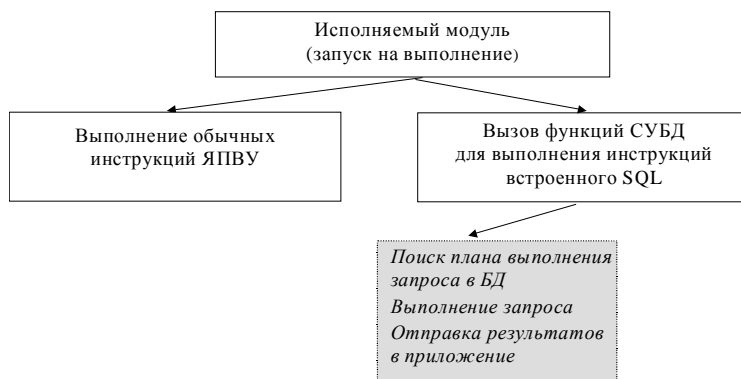 Исполняемый модуль
(запуск на выполнение)
Выполнение обычных
инструкций ЯПВУ
Вызов функций СУБД
для выполнения инструкций
встроенного SQL
Поиск плана выполнения
запроса в БД
Выполнение запроса
Отправка результатов
в приложение